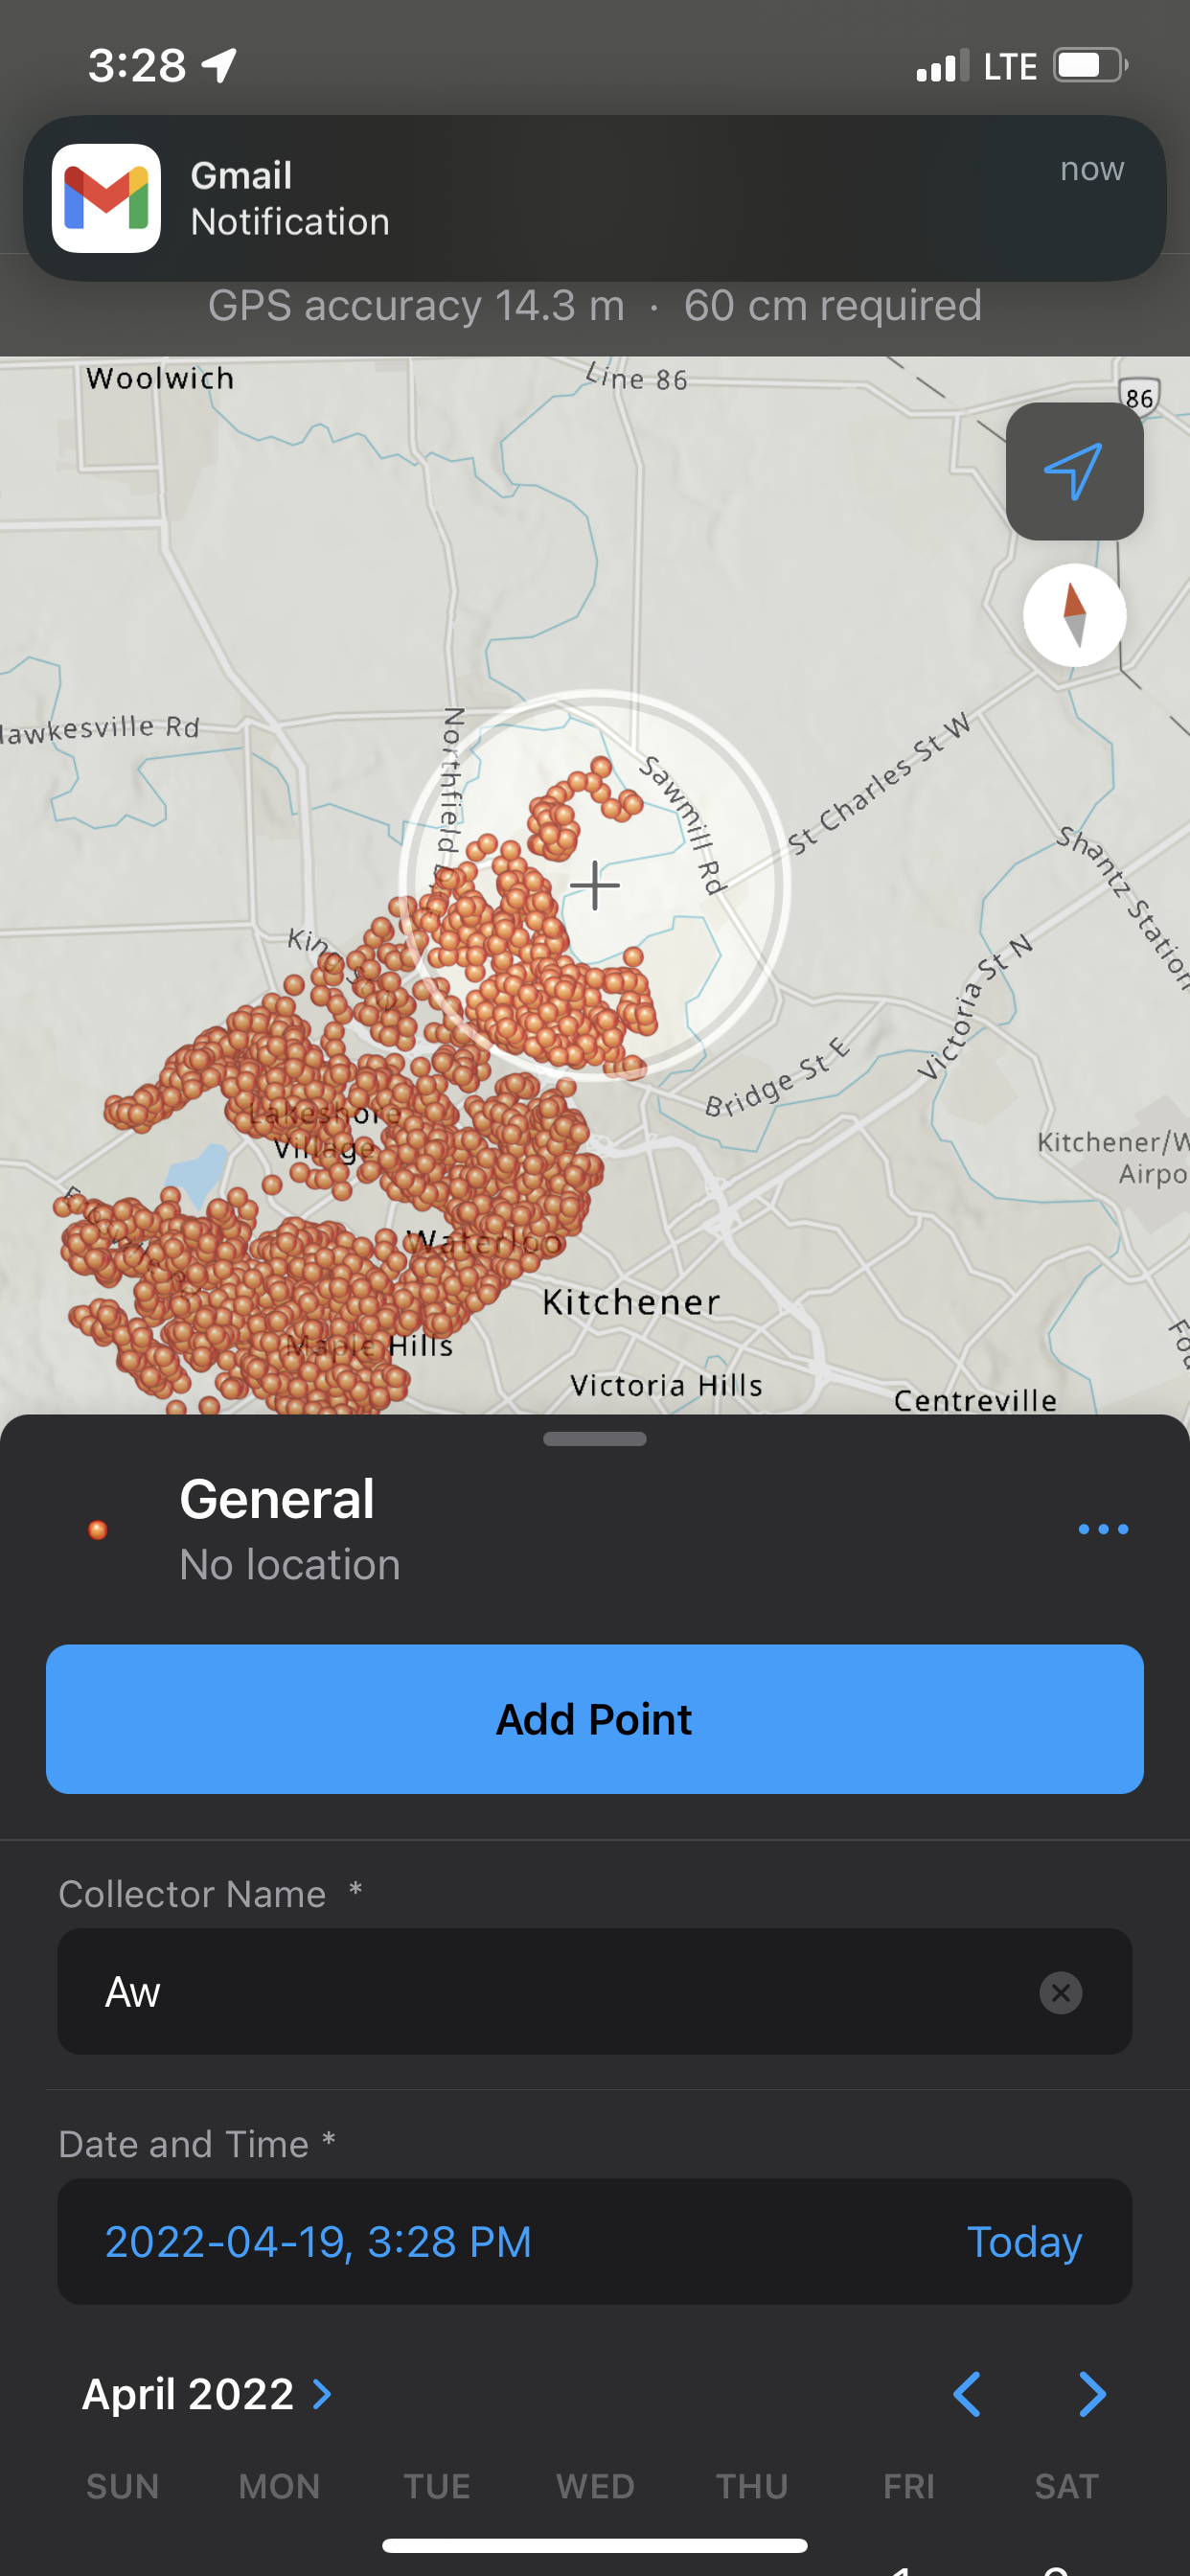 3:28 LTE
Gmail now
Notification
GPS accuracy 14.3 m · 60 cm required
Woolwich
Line 86
86
Hawkesville Rd
Northfield
Sawmill Rd
St Charles St W
Shantz Station
Victoria St N
Bridge St E
Lakeshore
Village
Kitchener/W
Airpo
Waterloo
Kitchener
Maple Hills
Victoria Hills
Centreville
General
No location
Add Point
Collector Name *
Aw
Date and Time *
2022-04-19, 3:28 PM Today
April 2022
SUN MON TUE WED THU FRI SAT